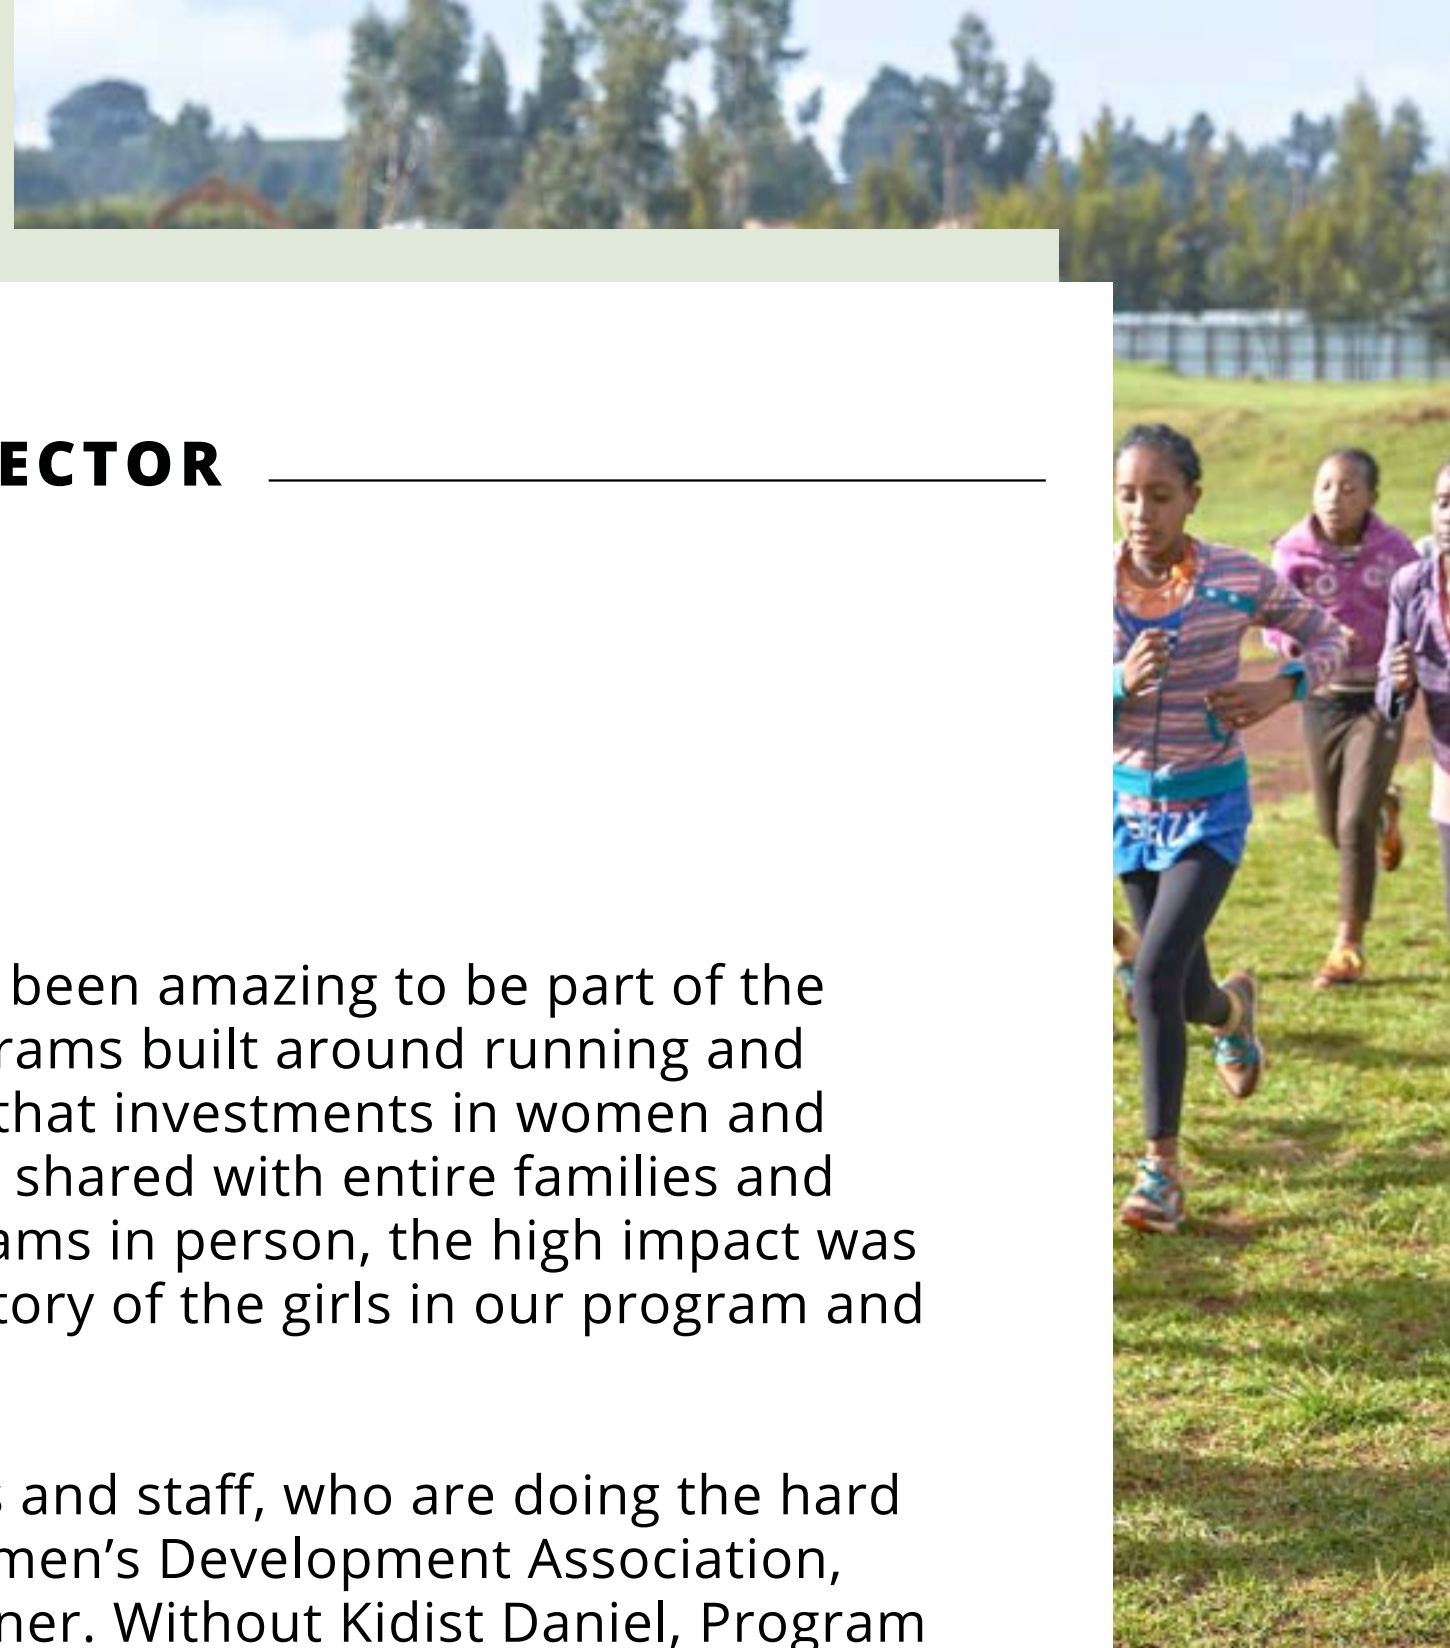 ECTOR
been amazing to be part of the
rams built around running and
that investments in women and
shared with entire families and
ams in person, the high impact was
tory of the girls in our program and
s and staff, who are doing the hard
men’s Development Association,
ner. Without Kidist Daniel, Program